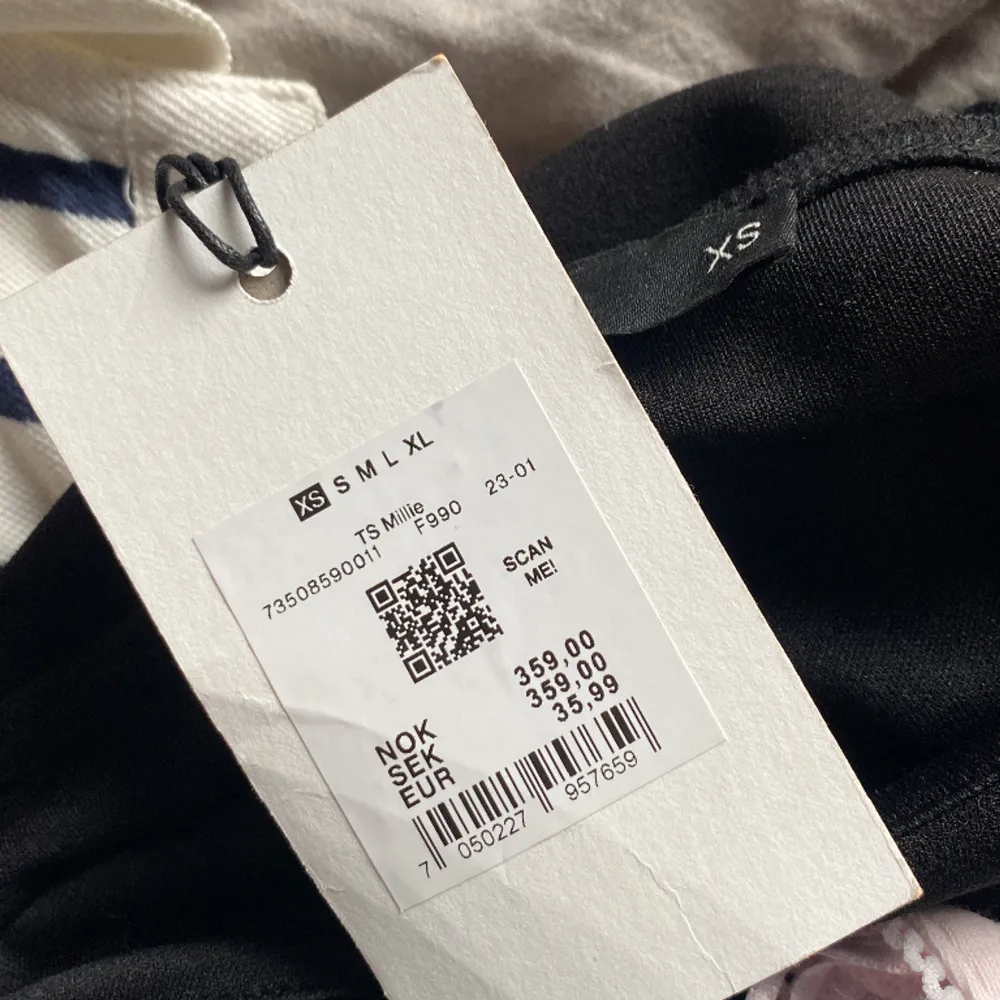 XS
XS S M L XL
TS Millie
73508590011 F990 23-01
SCAN
ME!
NOK 359,00
SEK 359,00
EUR 35,99
7 050227 957659